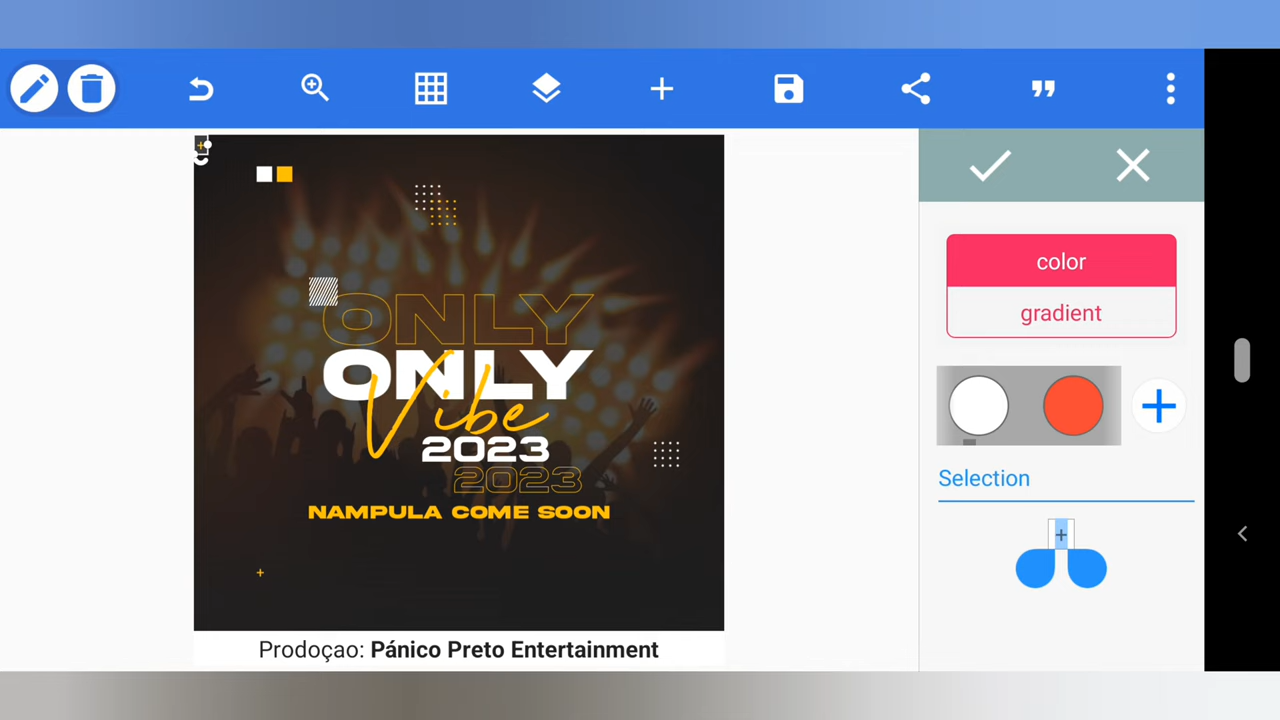 color
gradient
ONLY
ONLY
Vibe
2023
2023
NAMPULA COME SOON
Selection
+
+
+
Prodoçao: Pánico Preto Entertainment